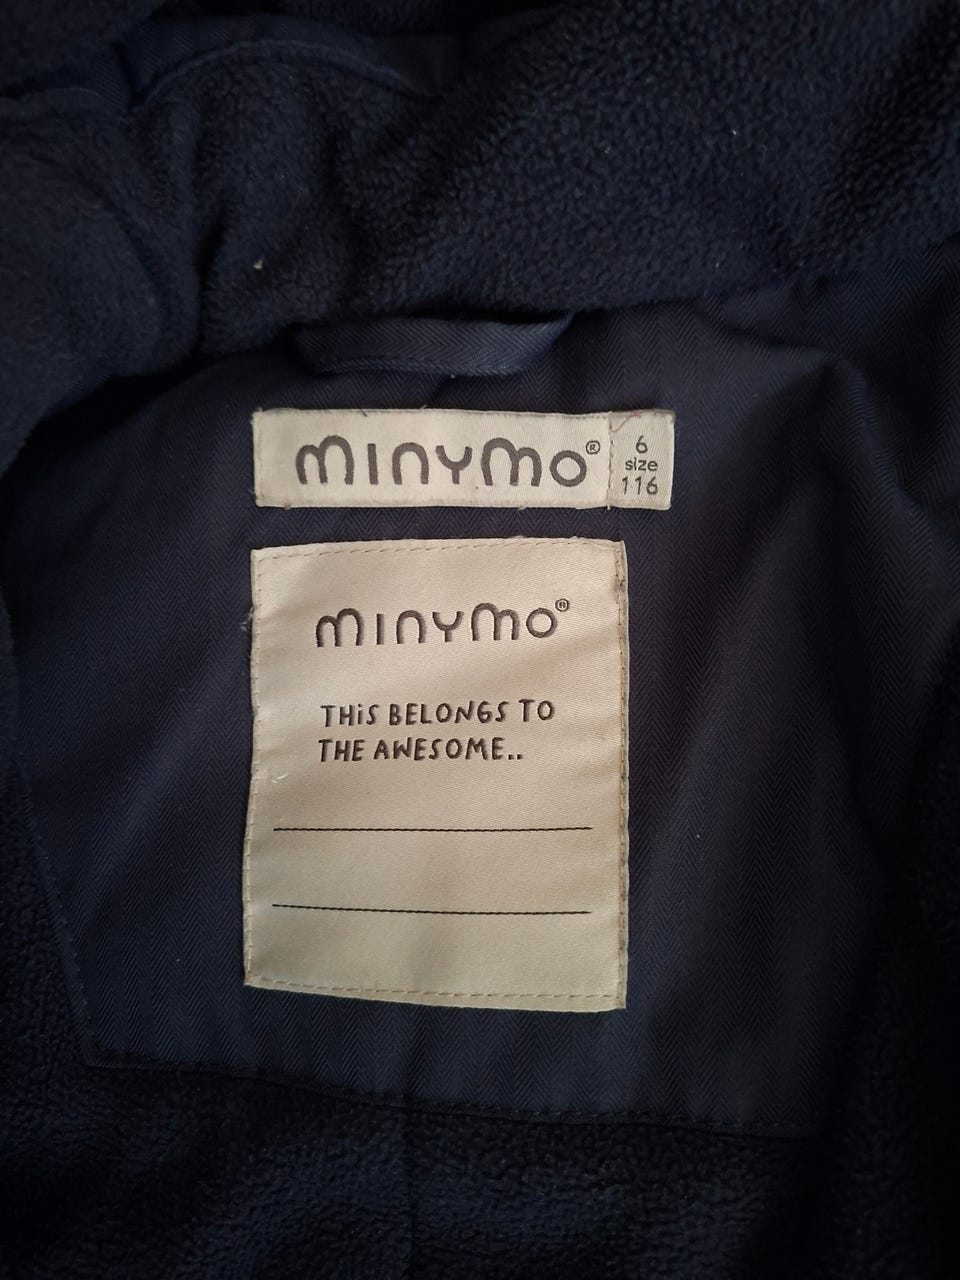 minymo®
6
size
116
minymo®
THIS BELONGS TO
THE AWESOME..